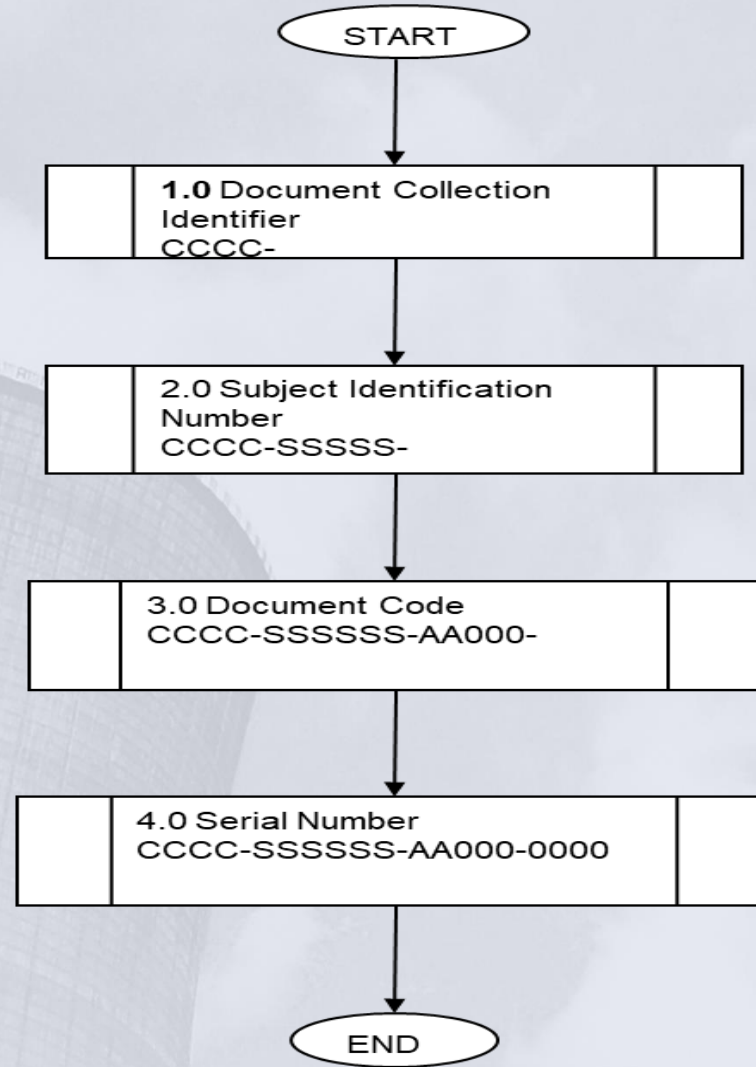 START
1.0 Document Collection
Identifier
CCCC-
2.0 Subject Identification
Number
CCCC-SSSSS-
3.0 Document Code
CCCC-SSSSSS-AA000-
4.0 Serial Number
CCCC-SSSSSS-AA000-0000
END